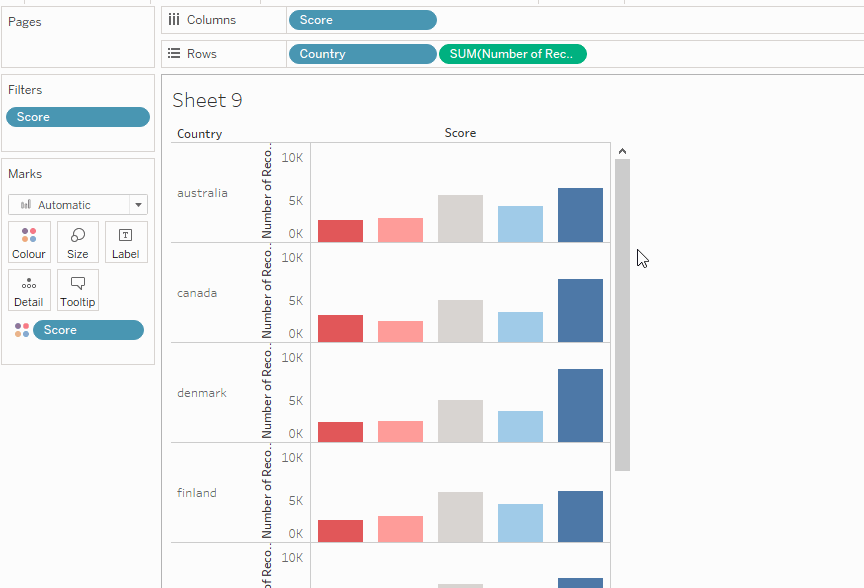 Pages
Columns
Score
Rows
Country
SUM(Number of Rec..
Filters
Score
Marks
Automatic
Colour
Size
Label
Detail
Tooltip
Score
Sheet 9
Country
Score
australia
Number of Reco..
10K
5K
0K
canada
Number of Reco..
10K
5K
0K
denmark
Number of Reco..
10K
5K
0K
finland
Number of Reco..
10K
5K
0K
of Reco..
10K